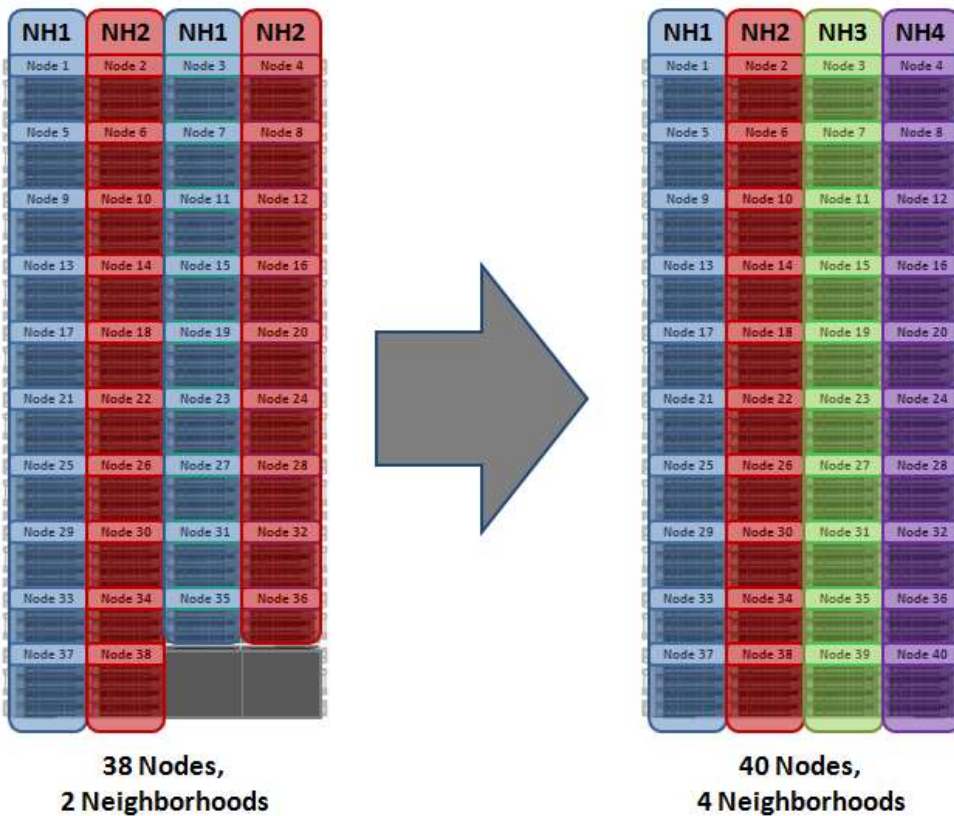 NH1 NH2 NH1 NH2
Node 1 Node 2 Node 3 Node 4
Node 5 Node 6 Node 7 Node 8
Node 9 Node 10 Node 11 Node 12
Node 13 Node 14 Node 15 Node 16
Node 17 Node 18 Node 19 Node 20
Node 21 Node 22 Node 23 Node 24
Node 25 Node 26 Node 27 Node 28
Node 29 Node 30 Node 31 Node 32
Node 33 Node 34 Node 35 Node 36
Node 37 Node 38
38 Nodes,
2 Neighborhoods
NH1 NH2 NH3 NH4
Node 1 Node 2 Node 3 Node 4
Node 5 Node 6 Node 7 Node 8
Node 9 Node 10 Node 11 Node 12
Node 13 Node 14 Node 15 Node 16
Node 17 Node 18 Node 19 Node 20
Node 21 Node 22 Node 23 Node 24
Node 25 Node 26 Node 27 Node 28
Node 29 Node 30 Node 31 Node 32
Node 33 Node 34 Node 35 Node 36
Node 37 Node 38 Node 39 Node 40
40 Nodes,
4 Neighborhoods